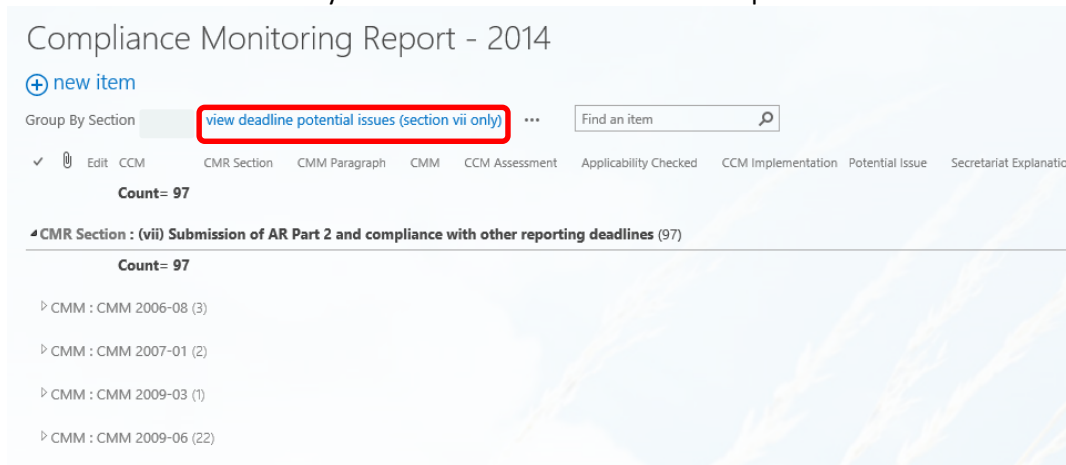 Compliance Monitoring Report - 2014
new item
Group By Section view deadline potential issues (section vii only) ••• Find an item
Edit CCM CMR Section CMM Paragraph CMM CCM Assessment Applicability Checked CCM Implementation Potential Issue Secretariat Explanatio
Count= 97
CMR Section : (vii) Submission of AR Part 2 and compliance with other reporting deadlines (97)
Count= 97
CMM : CMM 2006-08 (3)
CMM : CMM 2007-01 (2)
CMM : CMM 2009-03 (1)
CMM : CMM 2009-06 (22)